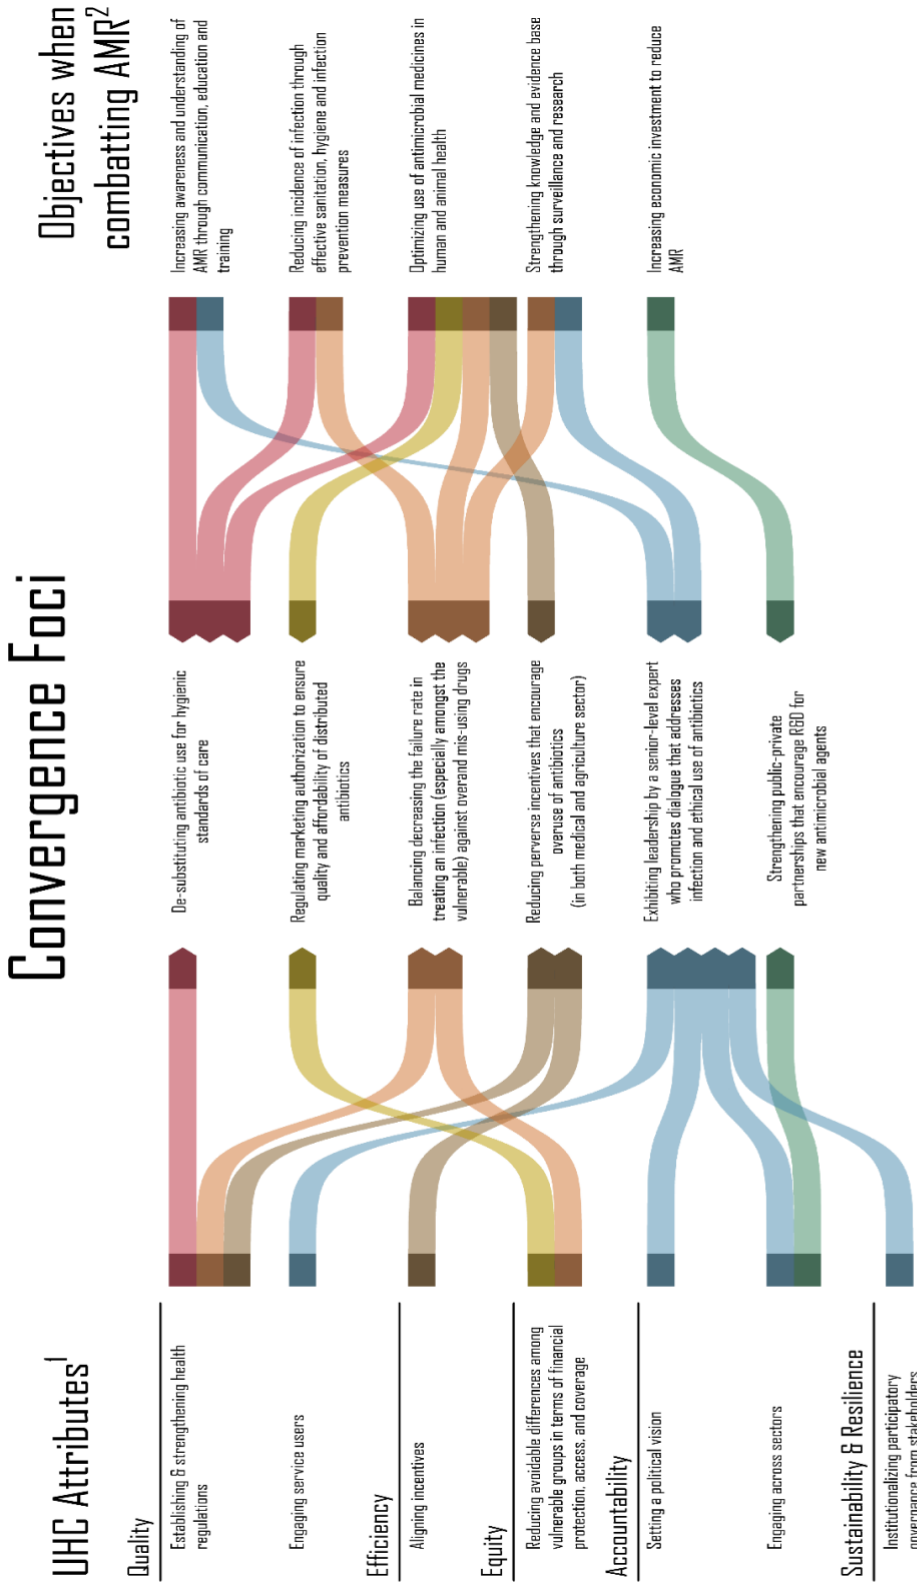 Convergence Foci
UHC Attributes1
Quality
Establishing & strengthening health
regulations
Engaging service users
Efficiency
Aligning incentives
Equity
Reducing avoidable differences among
vulnerable groups in terms of financial
protection, access, and coverage
Accountability
Setting a political vision
Engaging across sectors
Sustainability & Resilience
Institutionalizing participatory
governance from stakeholders
De-substituting antibiotic use for hygienic
standards of care
Regulating marketing authorization to ensure
quality and affordability of distributed
antibiotics
Balancing decreasing the failure rate in
treating an infection (especially amongst the
vulnerable) against overand mis-using drugs
Reducing perverse incentives that encourage
overuse of antibiotics
(in both medical and agriculture sector)
Exhibiting leadership by a senior-level expert
who promotes dialogue that addresses
infection and ethical use of antibiotics
Strengthening public-private
partnerships that encourage R&D for
new antimicrobial agents
Objectives when
combatting AMR2
Increasing awareness and understanding of
AMR through communication, education and
training
Reducing incidence of infection through
effective sanitation, hygiene and infection
prevention measures
Optimizing use of antimicrobial medicines in
human and animal health
Strengthening knowledge and evidence base
through surveillance and research
Increasing economic investment to reduce
AMR